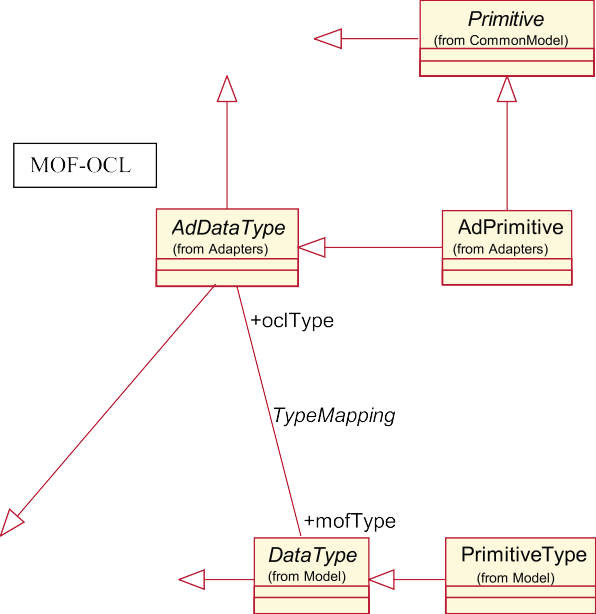 Primitive
(from CommonModel)
MOF-OCL
AdDataType
(from Adapters)
AdPrimitive
(from Adapters)
+oclType
TypeMapping
+mofType
DataType
(from Model)
PrimitiveType
(from Model)